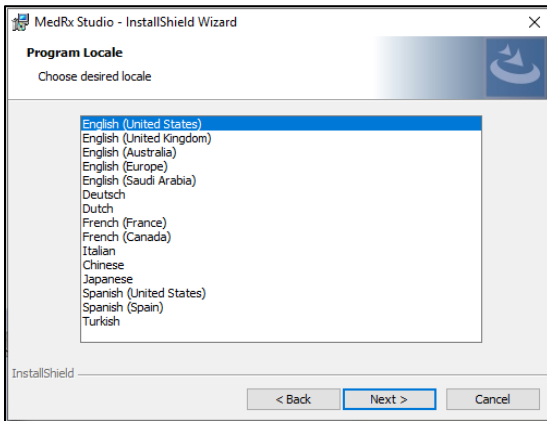 MedRx Studio - InstallShield Wizard
Program Locale
Choose desired locale
English (United States)
English (United Kingdom)
English (Australia)
English (Europe)
English (Saudi Arabia)
Deutsch
Dutch
French (France)
French (Canada)
Italian
Chinese
Japanese
Spanish (United States)
Spanish (Spain)
Turkish
InstallShield
< Back Next > Cancel